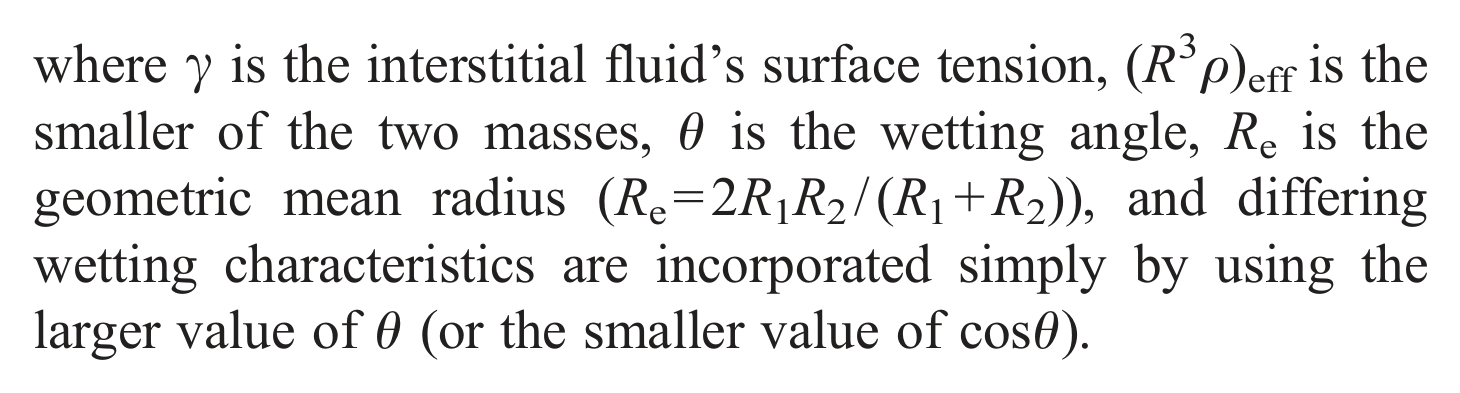 where γ is the interstitial fluid’s surface tension, (R³ρ)eff is the
smaller of the two masses, θ is the wetting angle, Re is the
geometric mean radius (Re=2R₁R₂/(R₁+R₂)), and differing
wetting characteristics are incorporated simply by using the
larger value of θ (or the smaller value of cosθ).